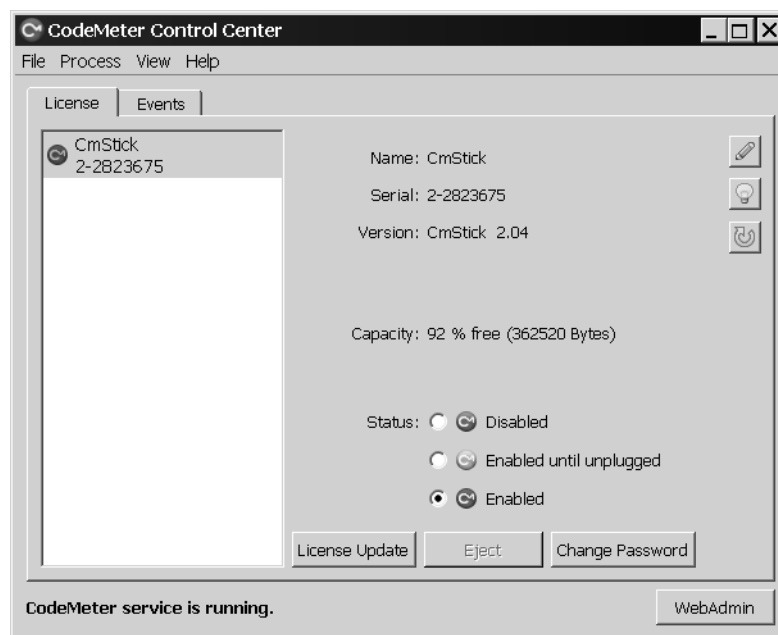 CodeMeter Control Center
File Process View Help
License Events
CmStick
2-2823675
Name: CmStick
Serial: 2-2823675
Version: CmStick 2.04
Capacity: 92 % free (362520 Bytes)
Status: Disabled
Enabled until unplugged
Enabled
License Update Eject Change Password
CodeMeter service is running. WebAdmin